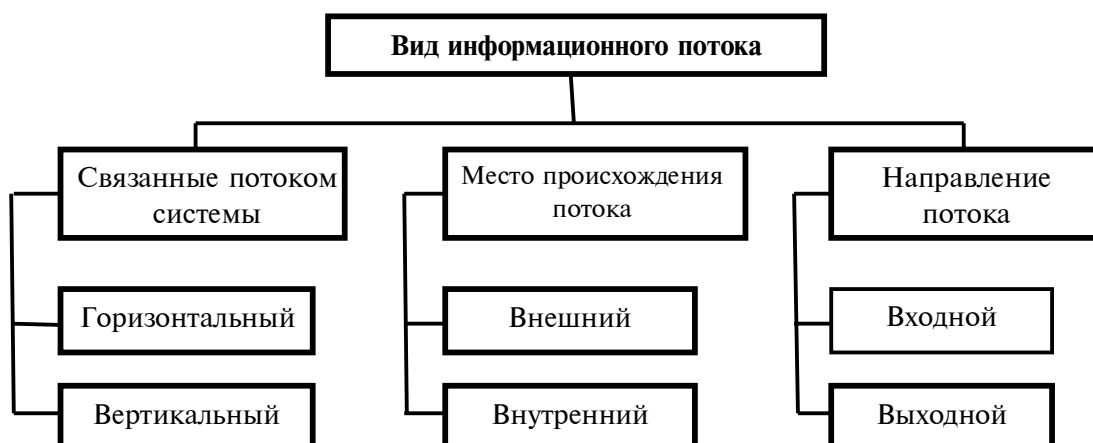 Вид информационного потока
Связанные потоком
системы
Место происхождения
потока
Направление
потока
Горизонтальный
Внешний
Входной
Вертикальный
Внутренний
Выходной